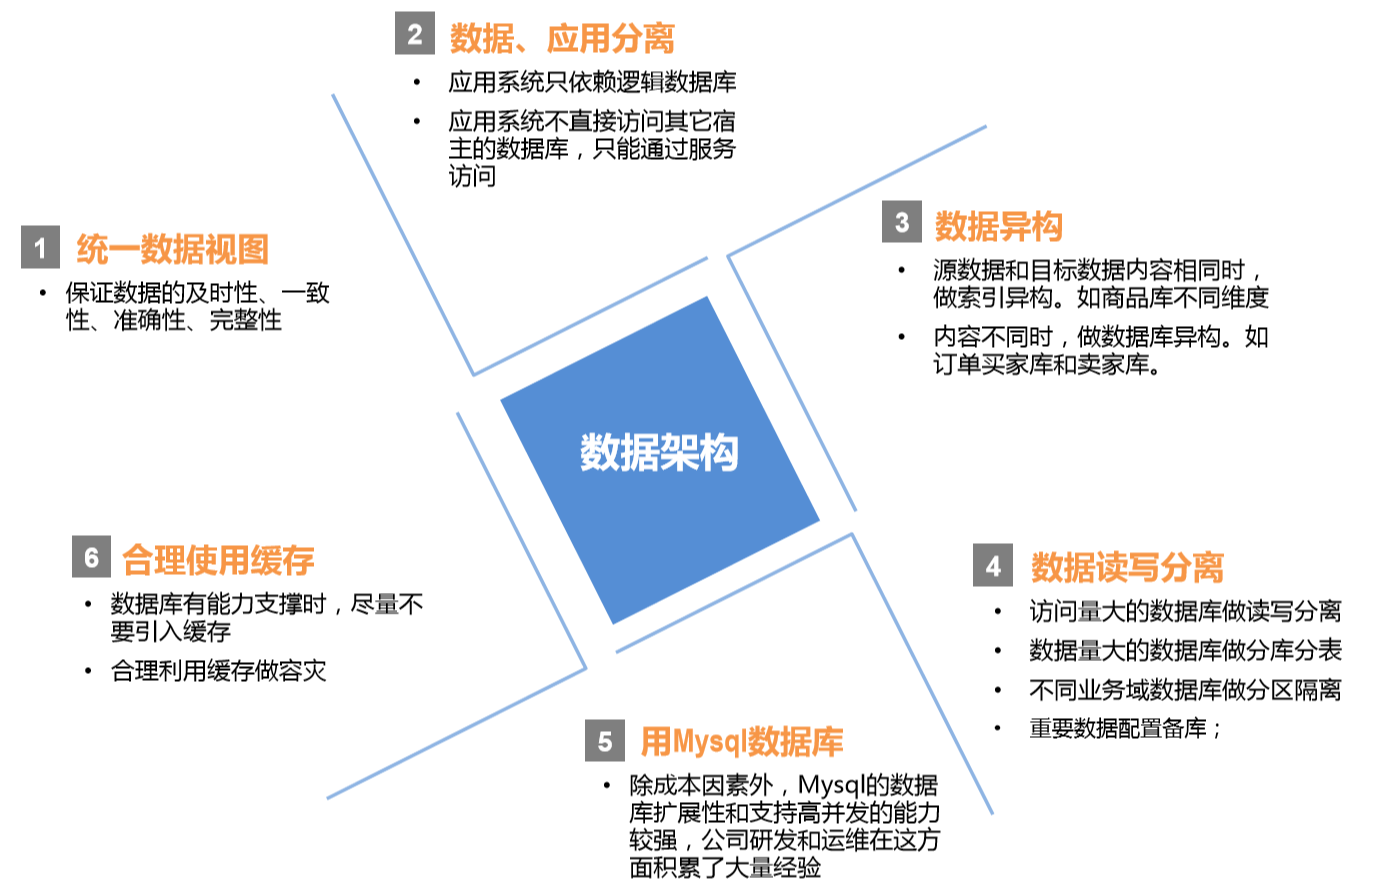 1 统一数据视图
• 保证数据的及时性、一致
性、准确性、完整性
2 数据、应用分离
• 应用系统只依赖逻辑数据库
• 应用系统不直接访问其它宿
主的数据库，只能通过服务
访问
3 数据异构
• 源数据和目标数据内容相同时，
做索引异构。如商品库不同维度
• 内容不同时，做数据库异构。如
订单买家库和卖家库。
数据架构
4 数据读写分离
• 访问量大的数据库做读写分离
• 数据量大的数据库做分库分表
• 不同业务域数据库做分区隔离
• 重要数据配置备库；
5 用Mysql数据库
• 除成本因素外，Mysql的数据
库扩展性和支持高并发的能力
较强，公司研发和运维在这方
面积累了大量经验
6 合理使用缓存
• 数据库有能力支撑时，尽量不
要引入缓存
• 合理利用缓存做容灾